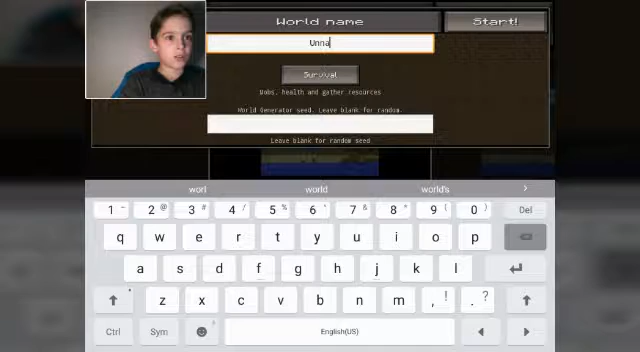 World name
Start!
Unna
Survival
Mobs, health and gather resources
World Generator seed. Leave blank for random.
Leave blank for random seed
worl world world's >
1 ~ 2 @ 3 # 4 / 5 % 6 ^ 7 & 8 * 9 ( 0 ) Del
q w e r t y u i o p
a s d f g h j k l
z x c v b n m , ! . ?
Ctrl Sym English(US)